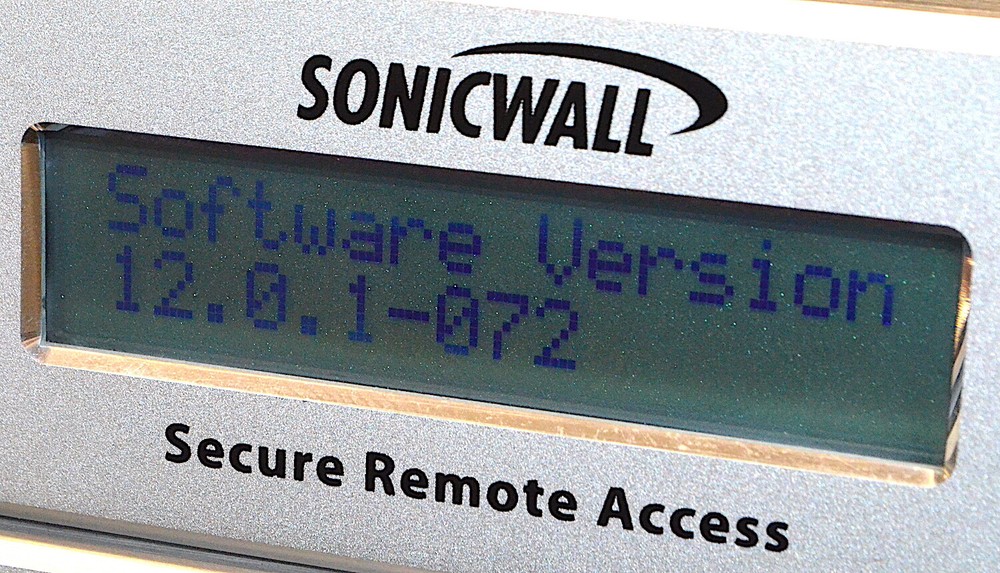 SONICWALL
Software Version
12.0.1-072
Secure Remote Access